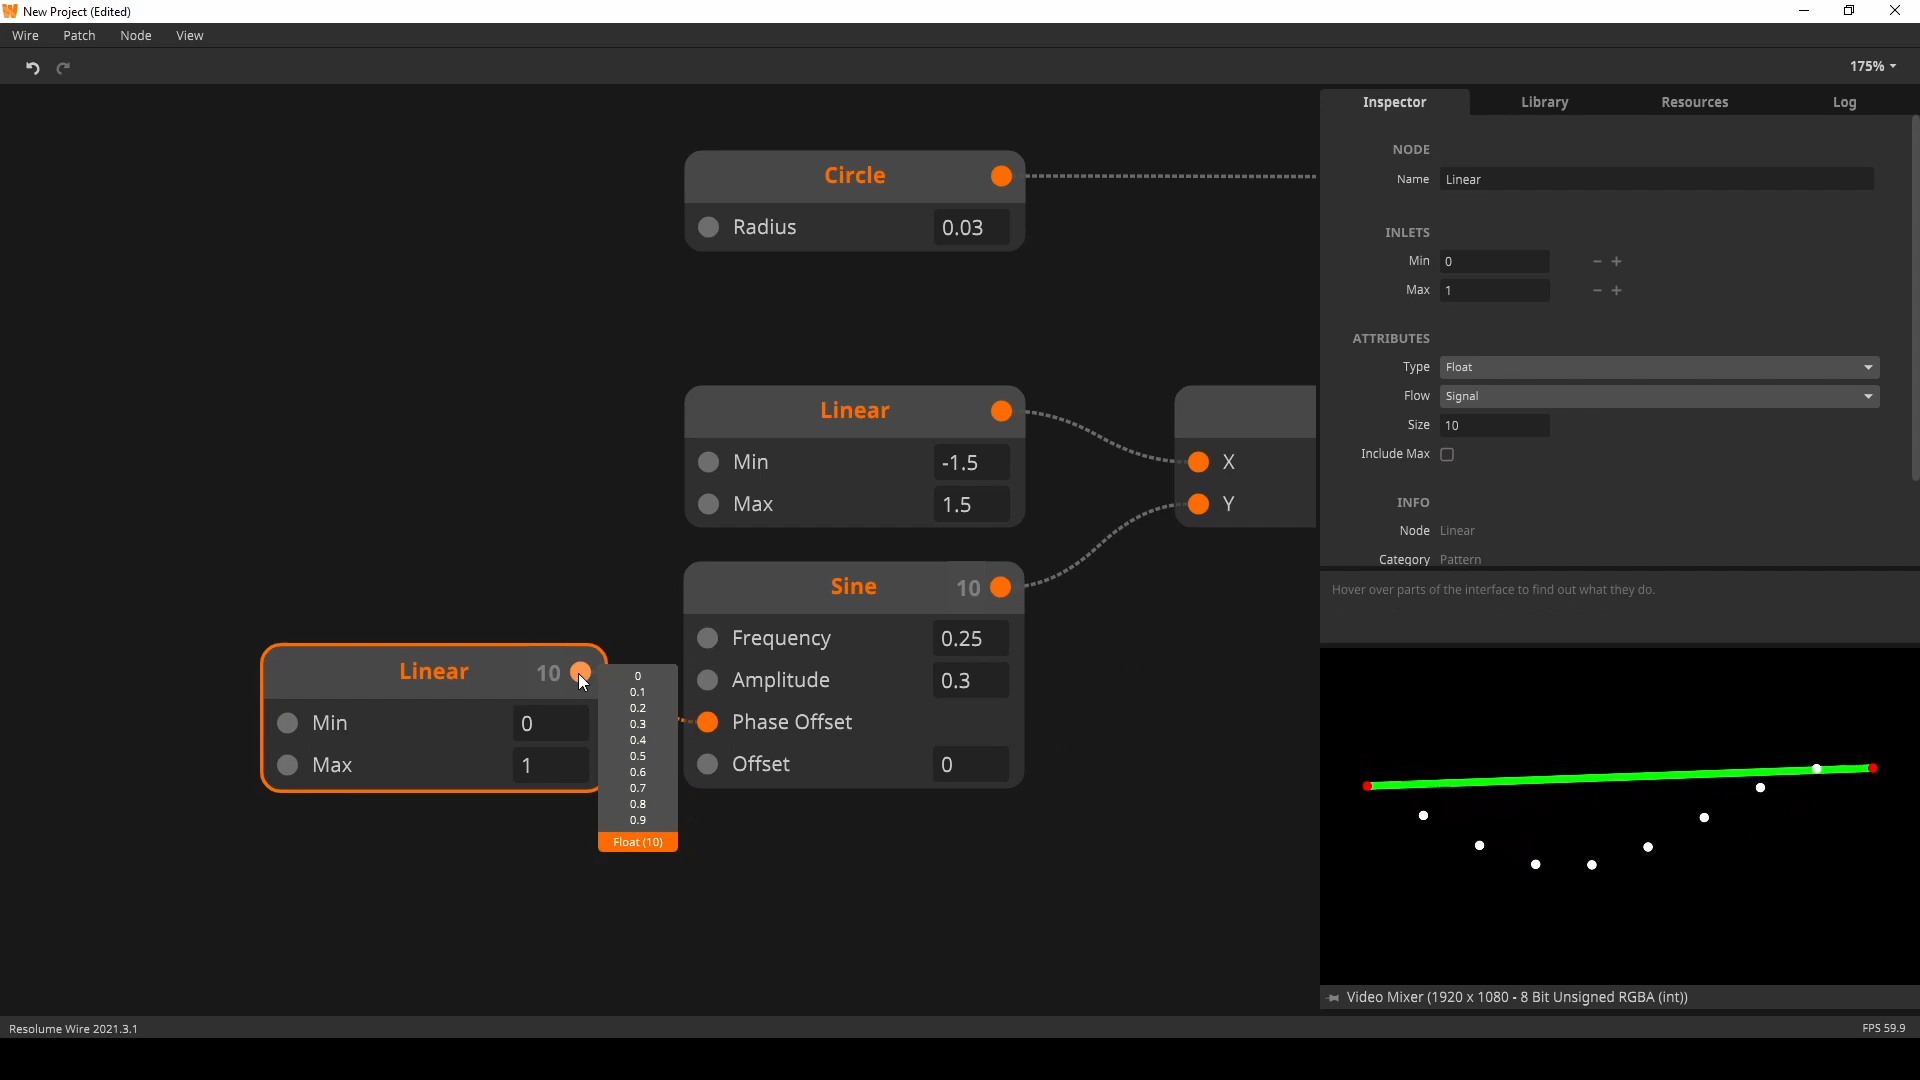 New Project (Edited)
Wire Patch Node View
175%
Circle
Radius 0.03
Linear
Min -1.5
Max 1.5
X
Y
Sine 10
Frequency 0.25
Amplitude 0.3
Phase Offset
Offset 0
Linear 10
Min 0
Max 1
0
0.1
0.2
0.3
0.4
0.5
0.6
0.7
0.8
0.9
Float (10)
Inspector Library Resources Log
NODE
Name Linear
INLETS
Min 0 - +
Max 1 - +
ATTRIBUTES
Type Float
Flow Signal
Size 10
Include Max
INFO
Node Linear
Category Pattern
Hover over parts of the interface to find out what they do.
Video Mixer (1920 x 1080 - 8 Bit Unsigned RGBA (int))
Resolume Wire 2021.3.1
FPS 59.9